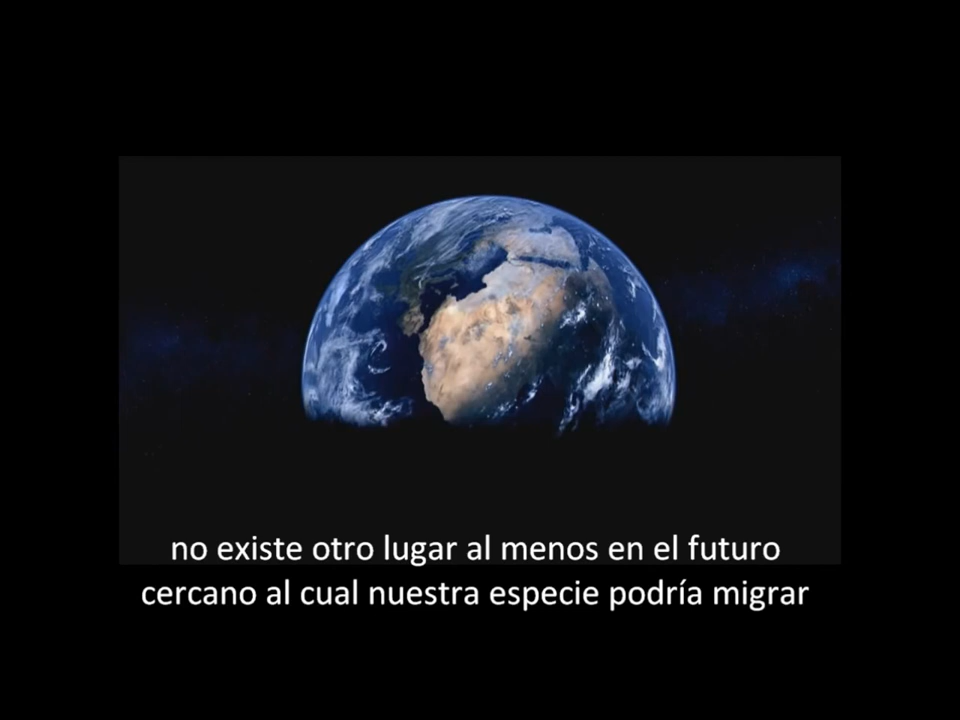 no existe otro lugar al menos en el futuro
cercano al cual nuestra especie podría migrar